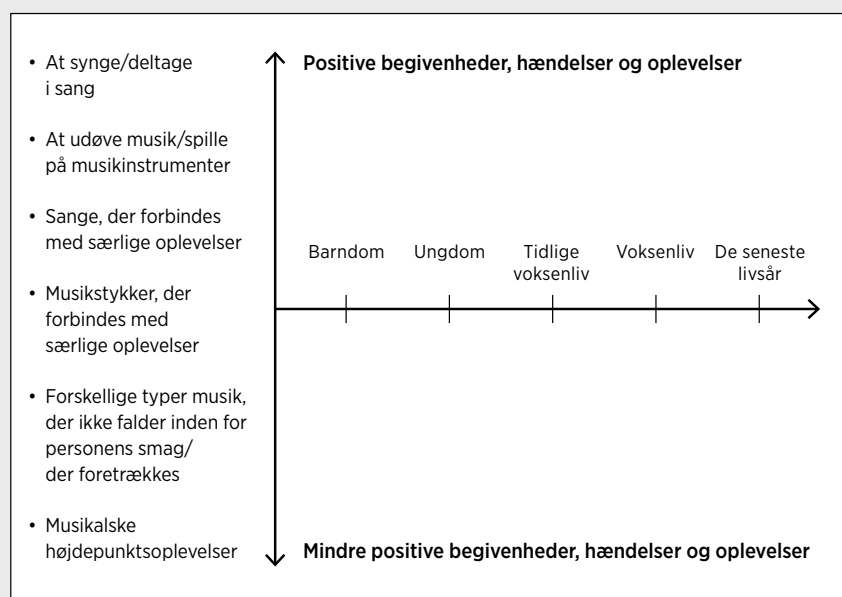 • At synge/deltage
i sang
• At udøve musik/spille
på musikinstrumenter
• Sange, der forbindes
med særlige oplevelser
• Musikstykker, der
forbindes med
særlige oplevelser
• Forskellige typer musik,
der ikke falder inden for
personens smag/
der foretrækkes
• Musikalske
højdepunktsoplevelser
Positive begivenheder, hændelser og oplevelser
Barndom
Ungdom
Tidlige
voksenliv
Voksenliv
De seneste
livsår
Mindre positive begivenheder, hændelser og oplevelser